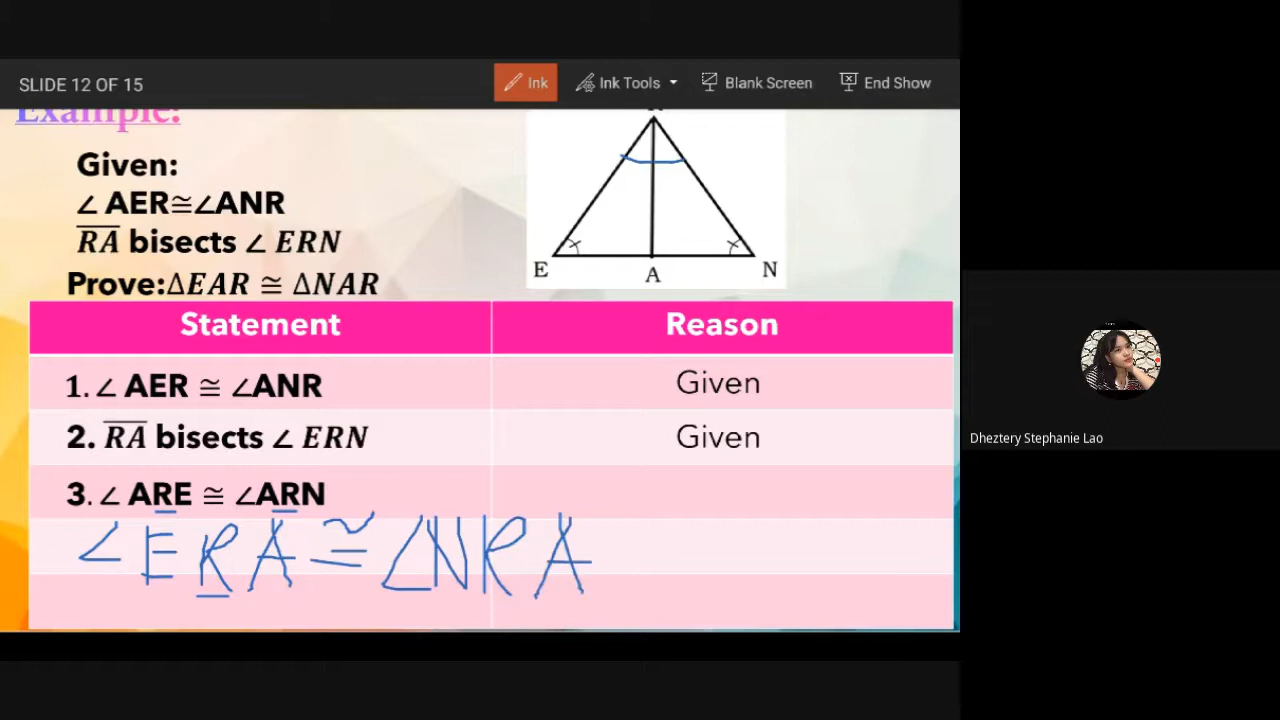 SLIDE 12 OF 15
Ink
Ink Tools
Blank Screen
End Show
Example:
Given:
∠ AER≅∠ANR
R̅A̅ bisects ∠ ERN
Prove:ΔEAR ≅ ΔNAR
R
E
A
N
Statement
Reason
1. ∠ AER ≅ ∠ANR
Given
2. R̅A̅ bisects ∠ ERN
Given
3. ∠ ARE ≅ ∠ARN
∠ERA ≅ ∠NRA
Dheztery Stephanie Lao